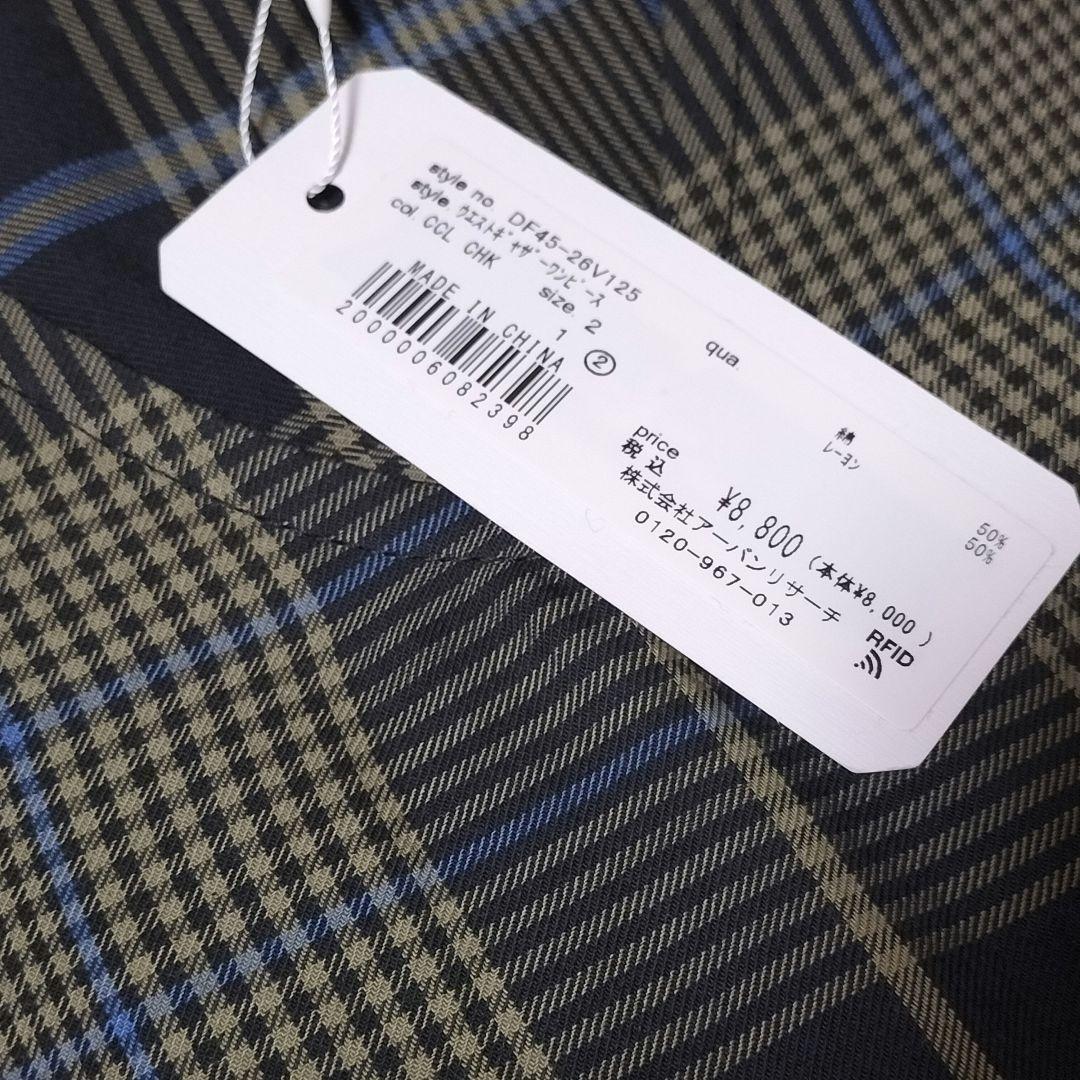 style no. DF45-26V125
style ｳｴｽﾄｷﾞｬｻﾞｰﾜﾝﾋﾟｰｽ
col. CCL CHK
size. 2
MADE IN CHINA
1 ②
2000006082398
qua.
綿 50%
ﾚｰﾖﾝ 50%
price
税込 ¥8,800 (本体¥8,000)
株式会社アーバンリサーチ
0120-967-013
RFID